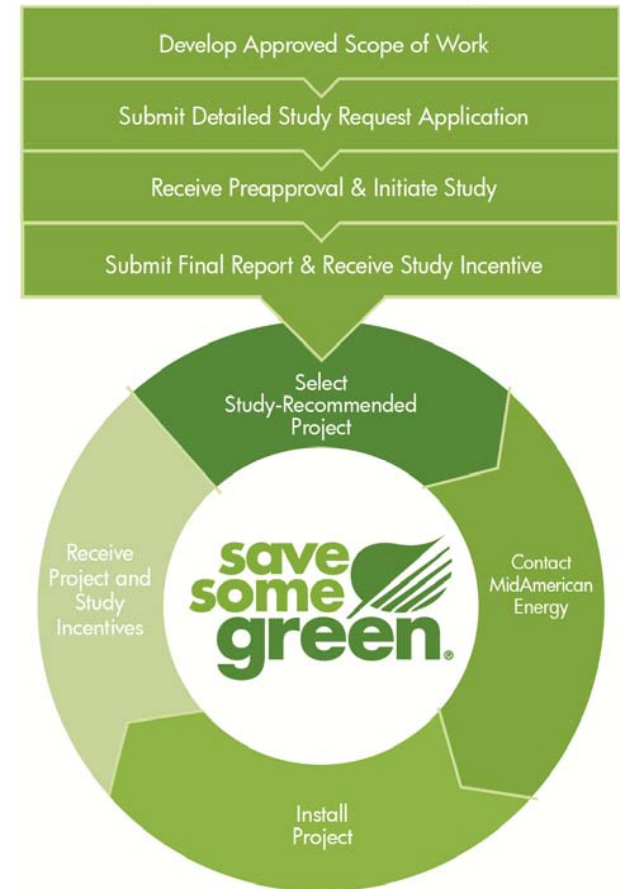 Develop Approved Scope of Work
Submit Detailed Study Request Application
Receive Preapproval & Initiate Study
Submit Final Report & Receive Study Incentive
Select
Study-Recommended
Project
Contact
MidAmerican
Energy
Install
Project
Receive
Project and
Study
Incentives
save
some
green.®